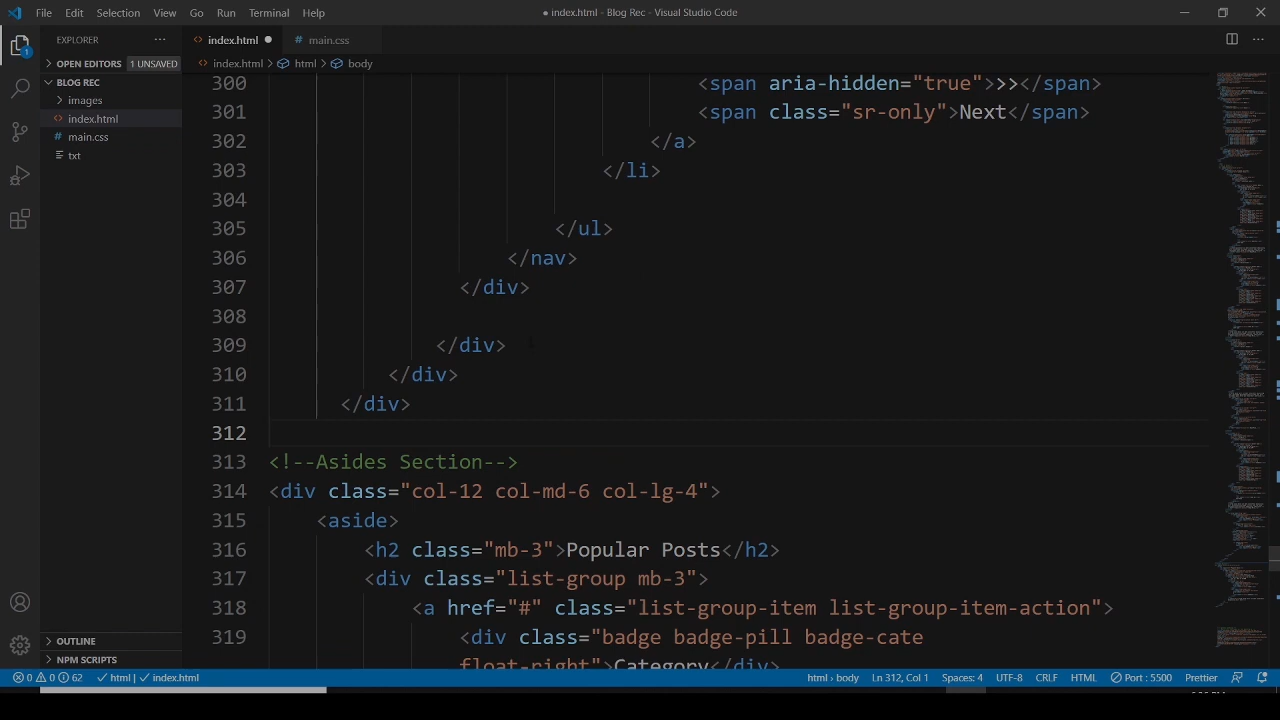 File Edit Selection View Go Run Terminal Help
● index.html - Blog Rec - Visual Studio Code
EXPLORER
index.html
main.css
OPEN EDITORS 1 UNSAVED
index.html > html > body
BLOG REC
images
index.html
main.css
txt
300 <span aria-hidden="true">>></span>
301 <span class="sr-only">Next</span>
302 </a>
303 </li>
304
305 </ul>
306 </nav>
307 </div>
308
309 </div>
310 </div>
311 </div>
312
313 <!--Asides Section-->
314 <div class="col-12 col-md-6 col-lg-4">
315 <aside>
316 <h2 class="mb-3">Popular Posts</h2>
317 <div class="list-group mb-3">
318 <a href="#" class="list-group-item list-group-item-action">
319 <div class="badge badge-pill badge-cate
float-right">Category</div>
OUTLINE
NPM SCRIPTS
1
0 0 62 html | index.html
html › body Ln 312, Col 1 Spaces: 4 UTF-8 CRLF HTML Port : 5500 Prettier